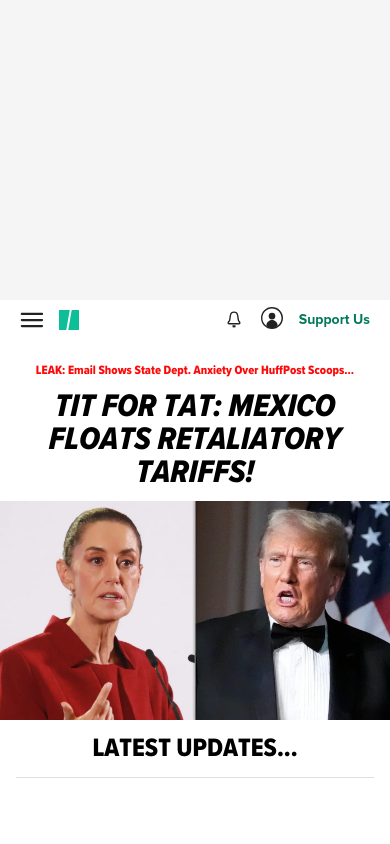 Support Us
LEAK: Email Shows State Dept. Anxiety Over HuffPost Scoops...
TIT FOR TAT: MEXICO
FLOATS RETALIATORY
TARIFFS!
LATEST UPDATES...